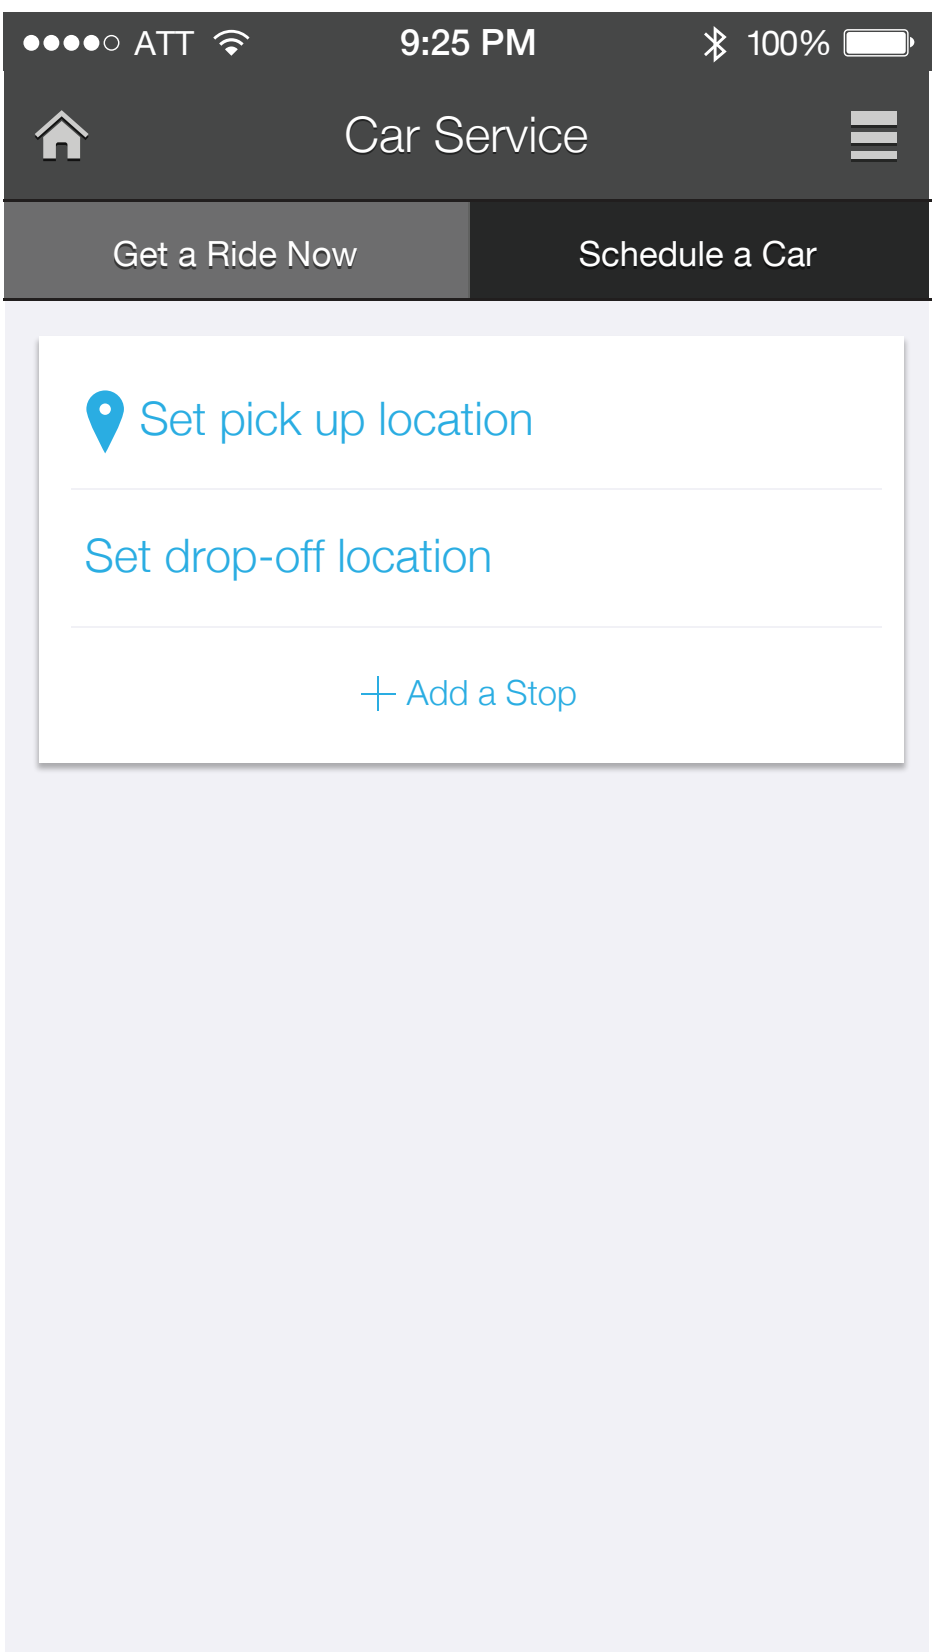 ATT 9:25 PM 100%
Car Service
Get a Ride Now Schedule a Car
Set pick up location
Set drop-off location
Add a Stop